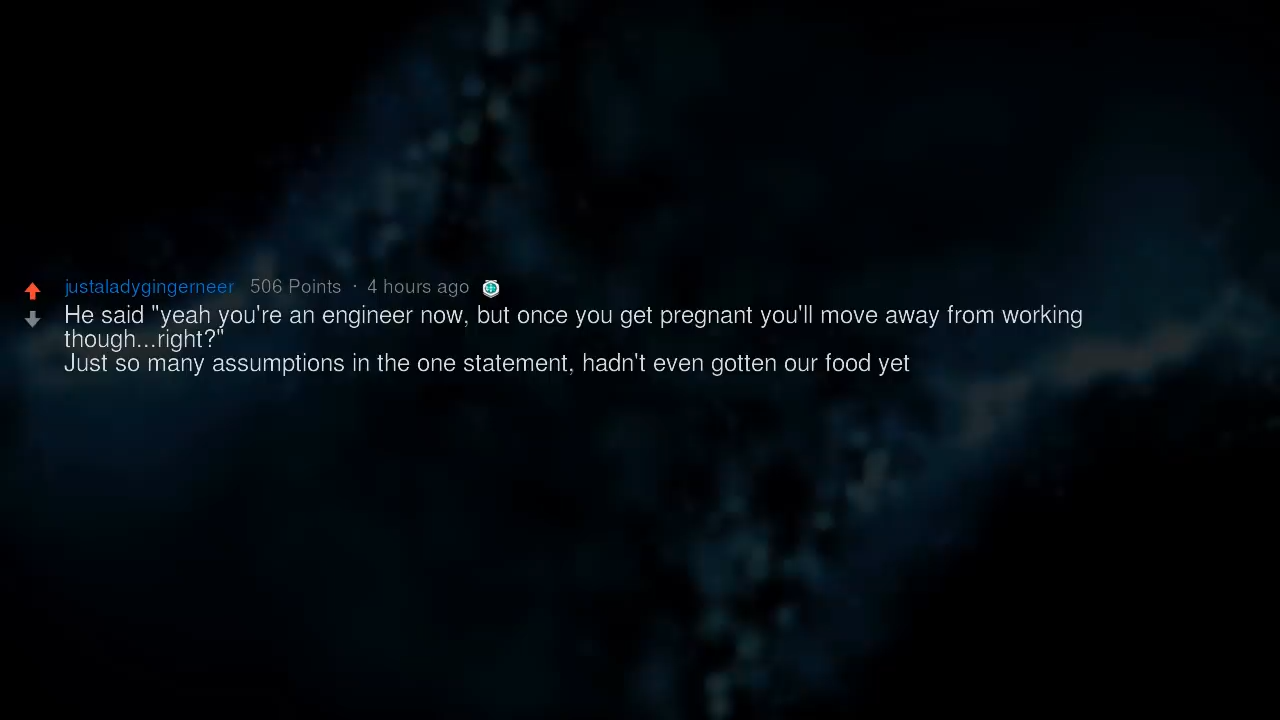 justaladygingerneer 506 Points · 4 hours ago
He said "yeah you're an engineer now, but once you get pregnant you'll move away from working
though...right?"
Just so many assumptions in the one statement, hadn't even gotten our food yet